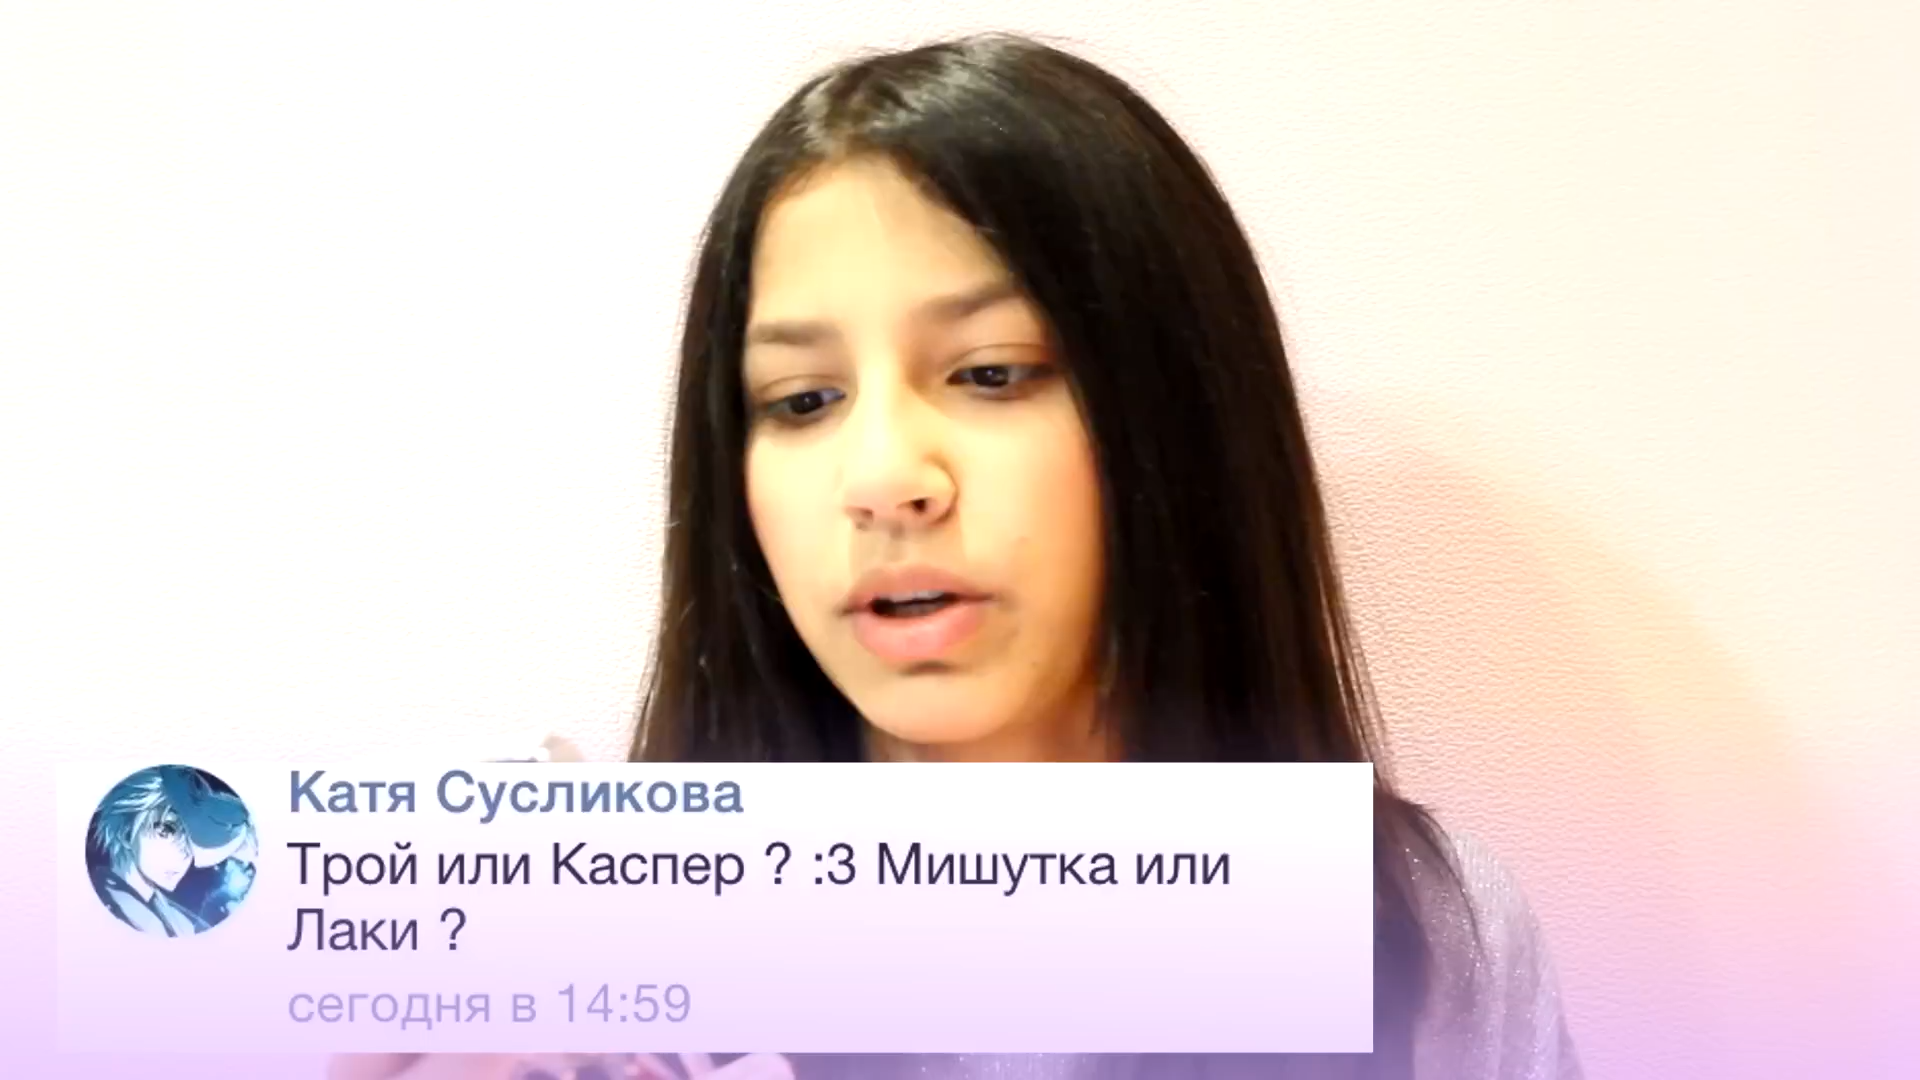 Катя Сусликова
Трой или Каспер ? :3 Мишутка или
Лаки ?
сегодня в 14:59